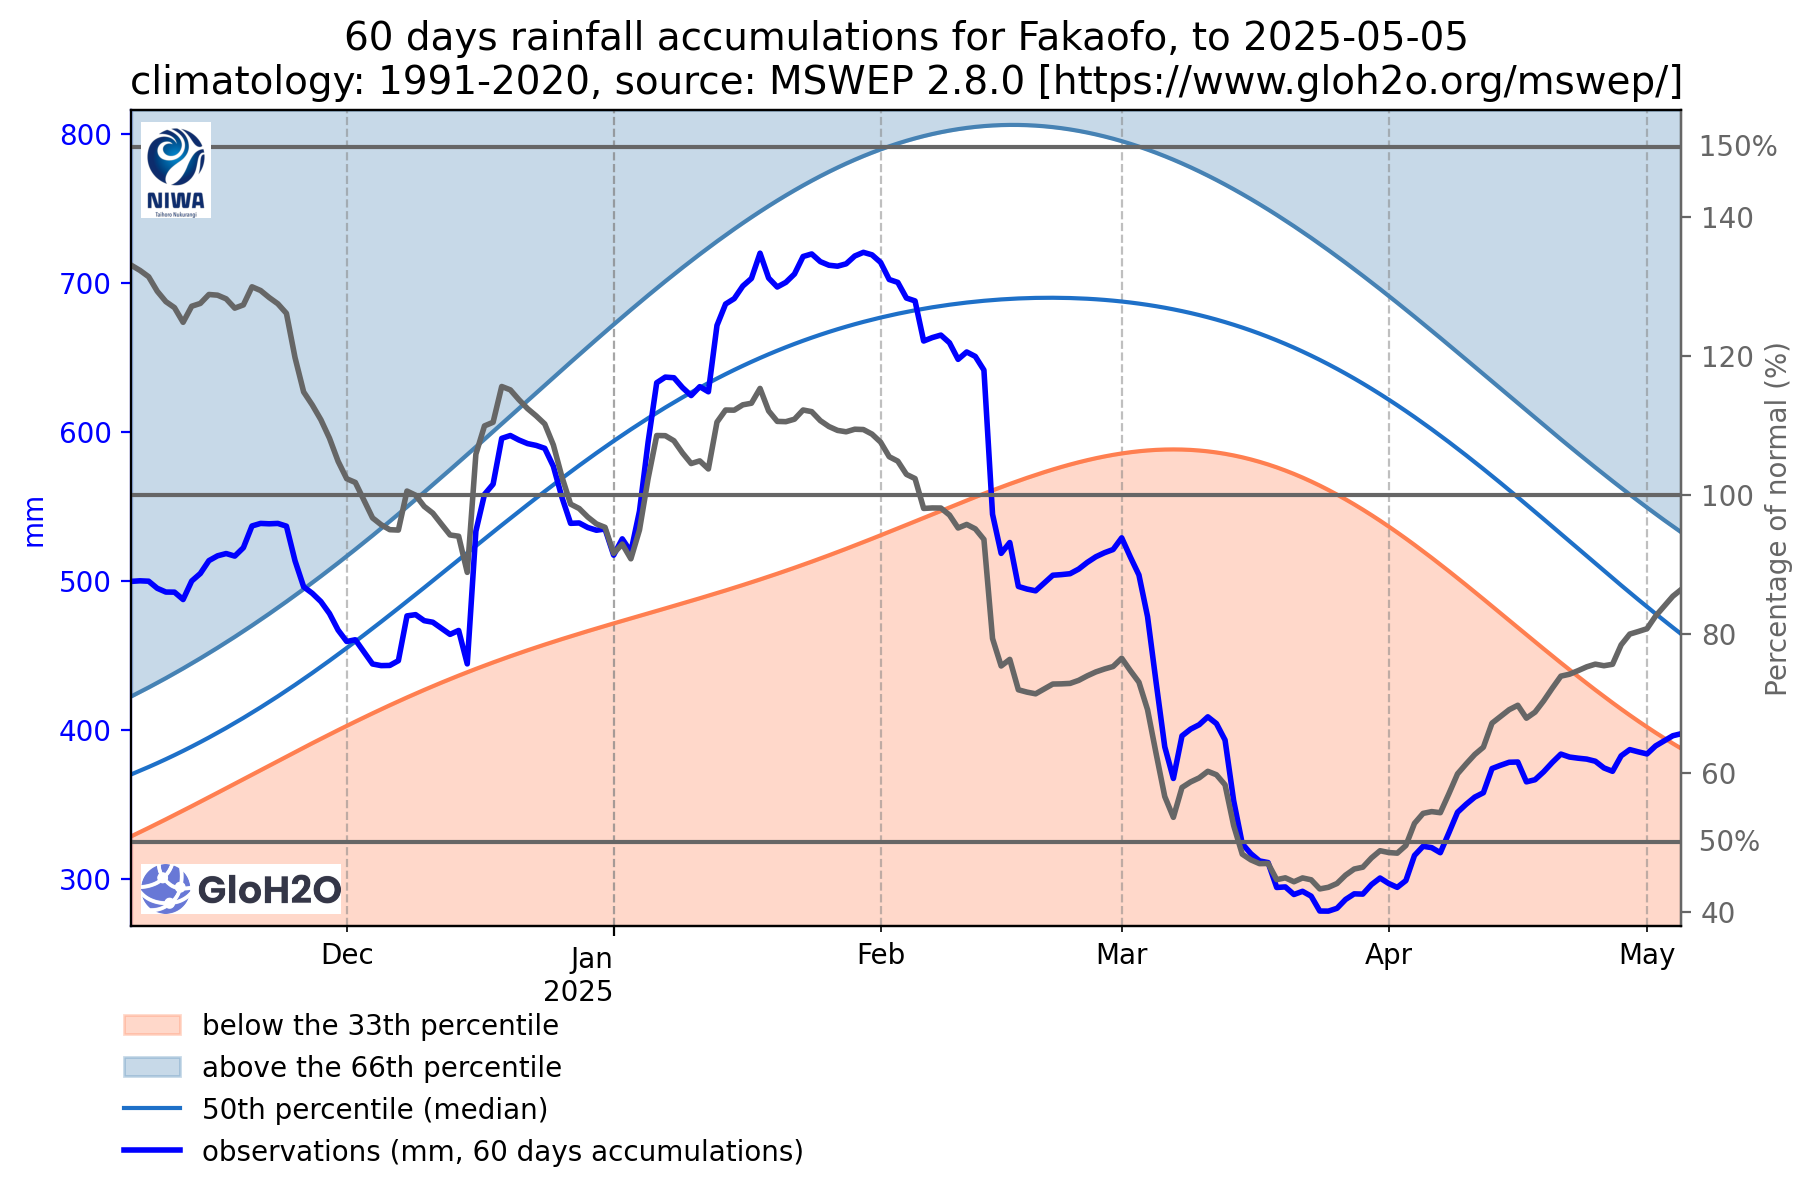 60 days rainfall accumulations for Fakaofo, to 2025-05-05
climatology: 1991-2020, source: MSWEP 2.8.0 [https://www.gloh2o.org/mswep/]
800
700
600
500
400
300
mm
NIWA
Taihoro Nukurangi
GloH2O
150%
140
120
100
80
60
50%
40
Percentage of normal (%)
Dec
Jan
2025
Feb
Mar
Apr
May
below the 33th percentile
above the 66th percentile
50th percentile (median)
observations (mm, 60 days accumulations)